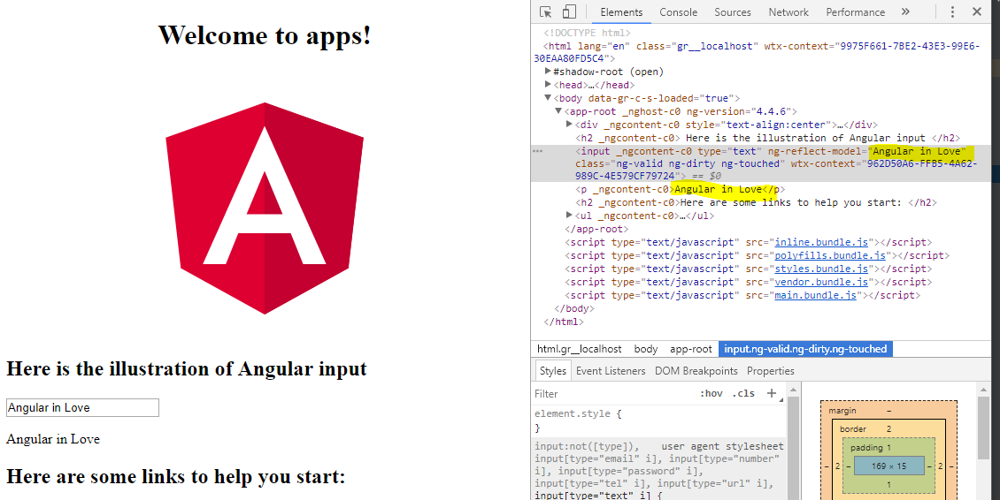 Welcome to apps!
A
Here is the illustration of Angular input
Angular in Love
Angular in Love
Here are some links to help you start:
Elements Console Sources Network Performance »
<!DOCTYPE html>
<html lang="en" class="gr__localhost" wtx-context="9975F661-7BE2-43E3-99E6-
30EAA80FD5C4">
▶#shadow-root (open)
▶<head>…</head>
▼<body data-gr-c-s-loaded="true">
▼<app-root _nghost-c0 ng-version="4.4.6">
▶<div _ngcontent-c0 style="text-align:center">…</div>
<h2 _ngcontent-c0> Here is the illustration of Angular input </h2>
<input _ngcontent-c0 type="text" ng-reflect-model="Angular in Love"
class="ng-valid ng-dirty ng-touched" wtx-context="962D50A6-FFB5-4A62-
989C-4E579CF79724"> == $0
<p _ngcontent-c0>Angular in Love</p>
<h2 _ngcontent-c0>Here are some links to help you start: </h2>
▶<ul _ngcontent-c0>…</ul>
</app-root>
<script type="text/javascript" src="inline.bundle.js"></script>
<script type="text/javascript" src="polyfills.bundle.js"></script>
<script type="text/javascript" src="styles.bundle.js"></script>
<script type="text/javascript" src="vendor.bundle.js"></script>
<script type="text/javascript" src="main.bundle.js"></script>
</body>
</html>
html.gr__localhost body app-root input.ng-valid.ng-dirty.ng-touched
Styles Event Listeners DOM Breakpoints Properties
Filter :hov .cls +
element.style {
}
input:not([type]), user agent stylesheet
input[type="email" i], input[type="number"
i], input[type="password" i],
input[type="tel" i], input[type="url" i],
input[type="text" i] {
margin –
border 2
padding 1
– 2 – 169 × 15 – 2 –
1